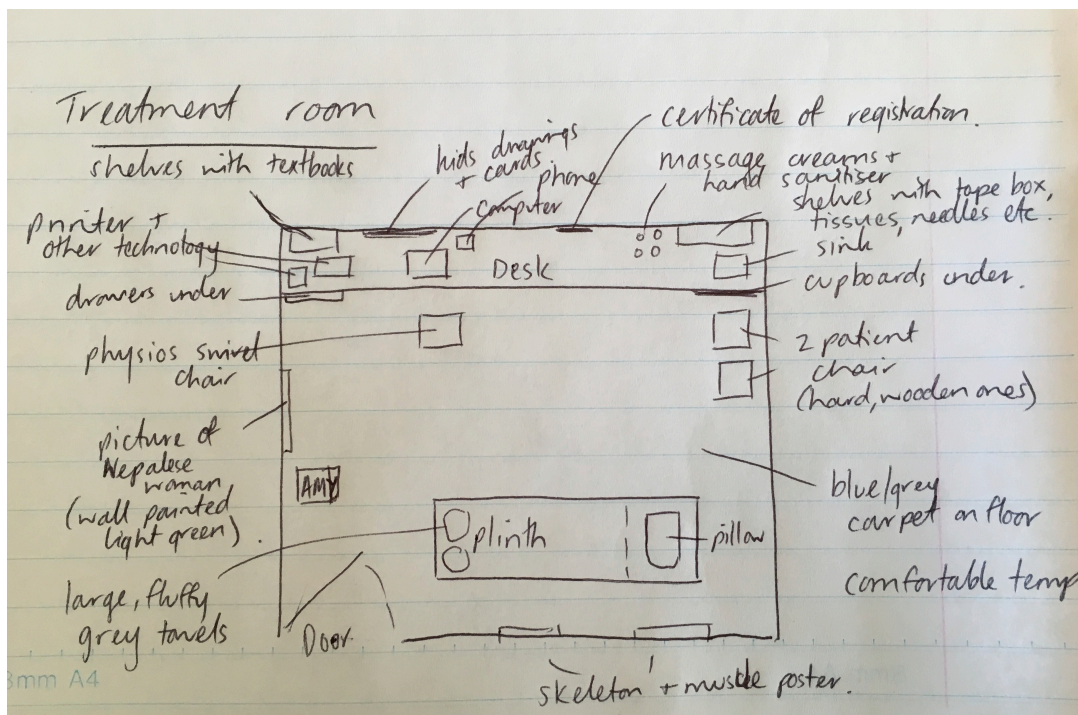 Treatment room
shelves with textbooks
kids drawings
+ cards
phone
computer
certificate of registration.
massage creams +
hand sanitiser
shelves with tape box,
tissues, needles etc.
sink
printer +
other technology
Desk
drawers under
cupboards under.
physios swivel
chair
2 patient
chair
(hard, wooden ones)
picture of
Nepalese
woman
(wall painted
light green).
AMY
plinth
pillow
blue/grey
carpet on floor
comfortable temp
large, fluffy
grey towels
Door.
skeleton + muscle poster.
8mm A4